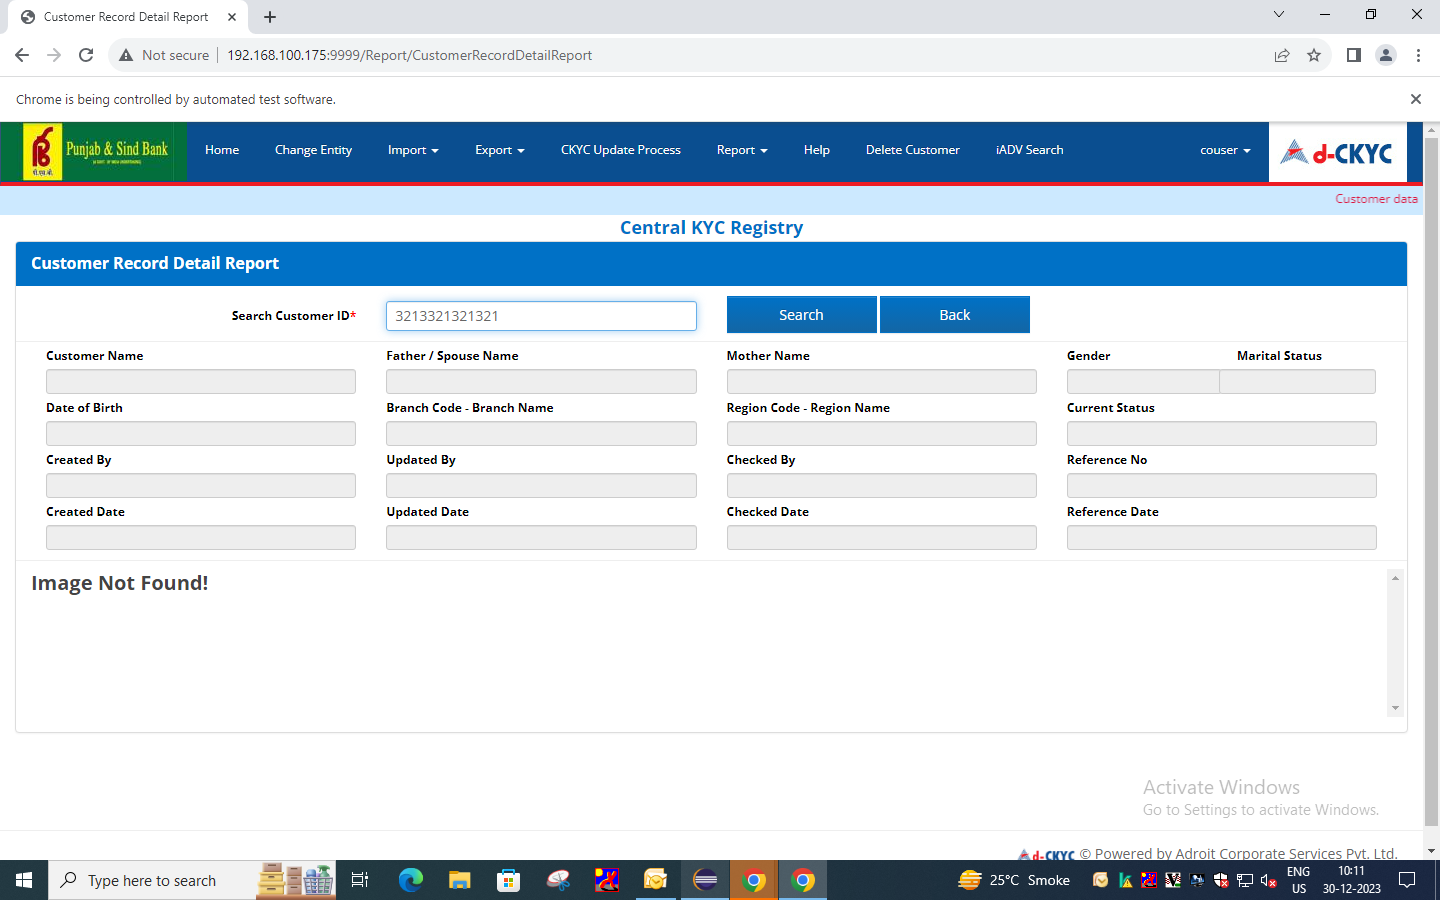 Customer Record Detail Report
Not secure 192.168.100.175:9999/Report/CustomerRecordDetailReport
Chrome is being controlled by automated test software.
Punjab & Sind Bank
पी.एस.बी.
Home Change Entity Import Export CKYC Update Process Report Help Delete Customer iADV Search couser d-CKYC
Customer data
Central KYC Registry
Customer Record Detail Report
Search Customer ID* 3213321321321 Search Back
Customer Name Father / Spouse Name Mother Name Gender Marital Status
Date of Birth Branch Code - Branch Name Region Code - Region Name Current Status
Created By Updated By Checked By Reference No
Created Date Updated Date Checked Date Reference Date
Image Not Found!
Activate Windows
Go to Settings to activate Windows.
d-CKYC © Powered by Adroit Corporate Services Pvt. Ltd.
Type here to search 25°C Smoke ENG 10:11
US 30-12-2023